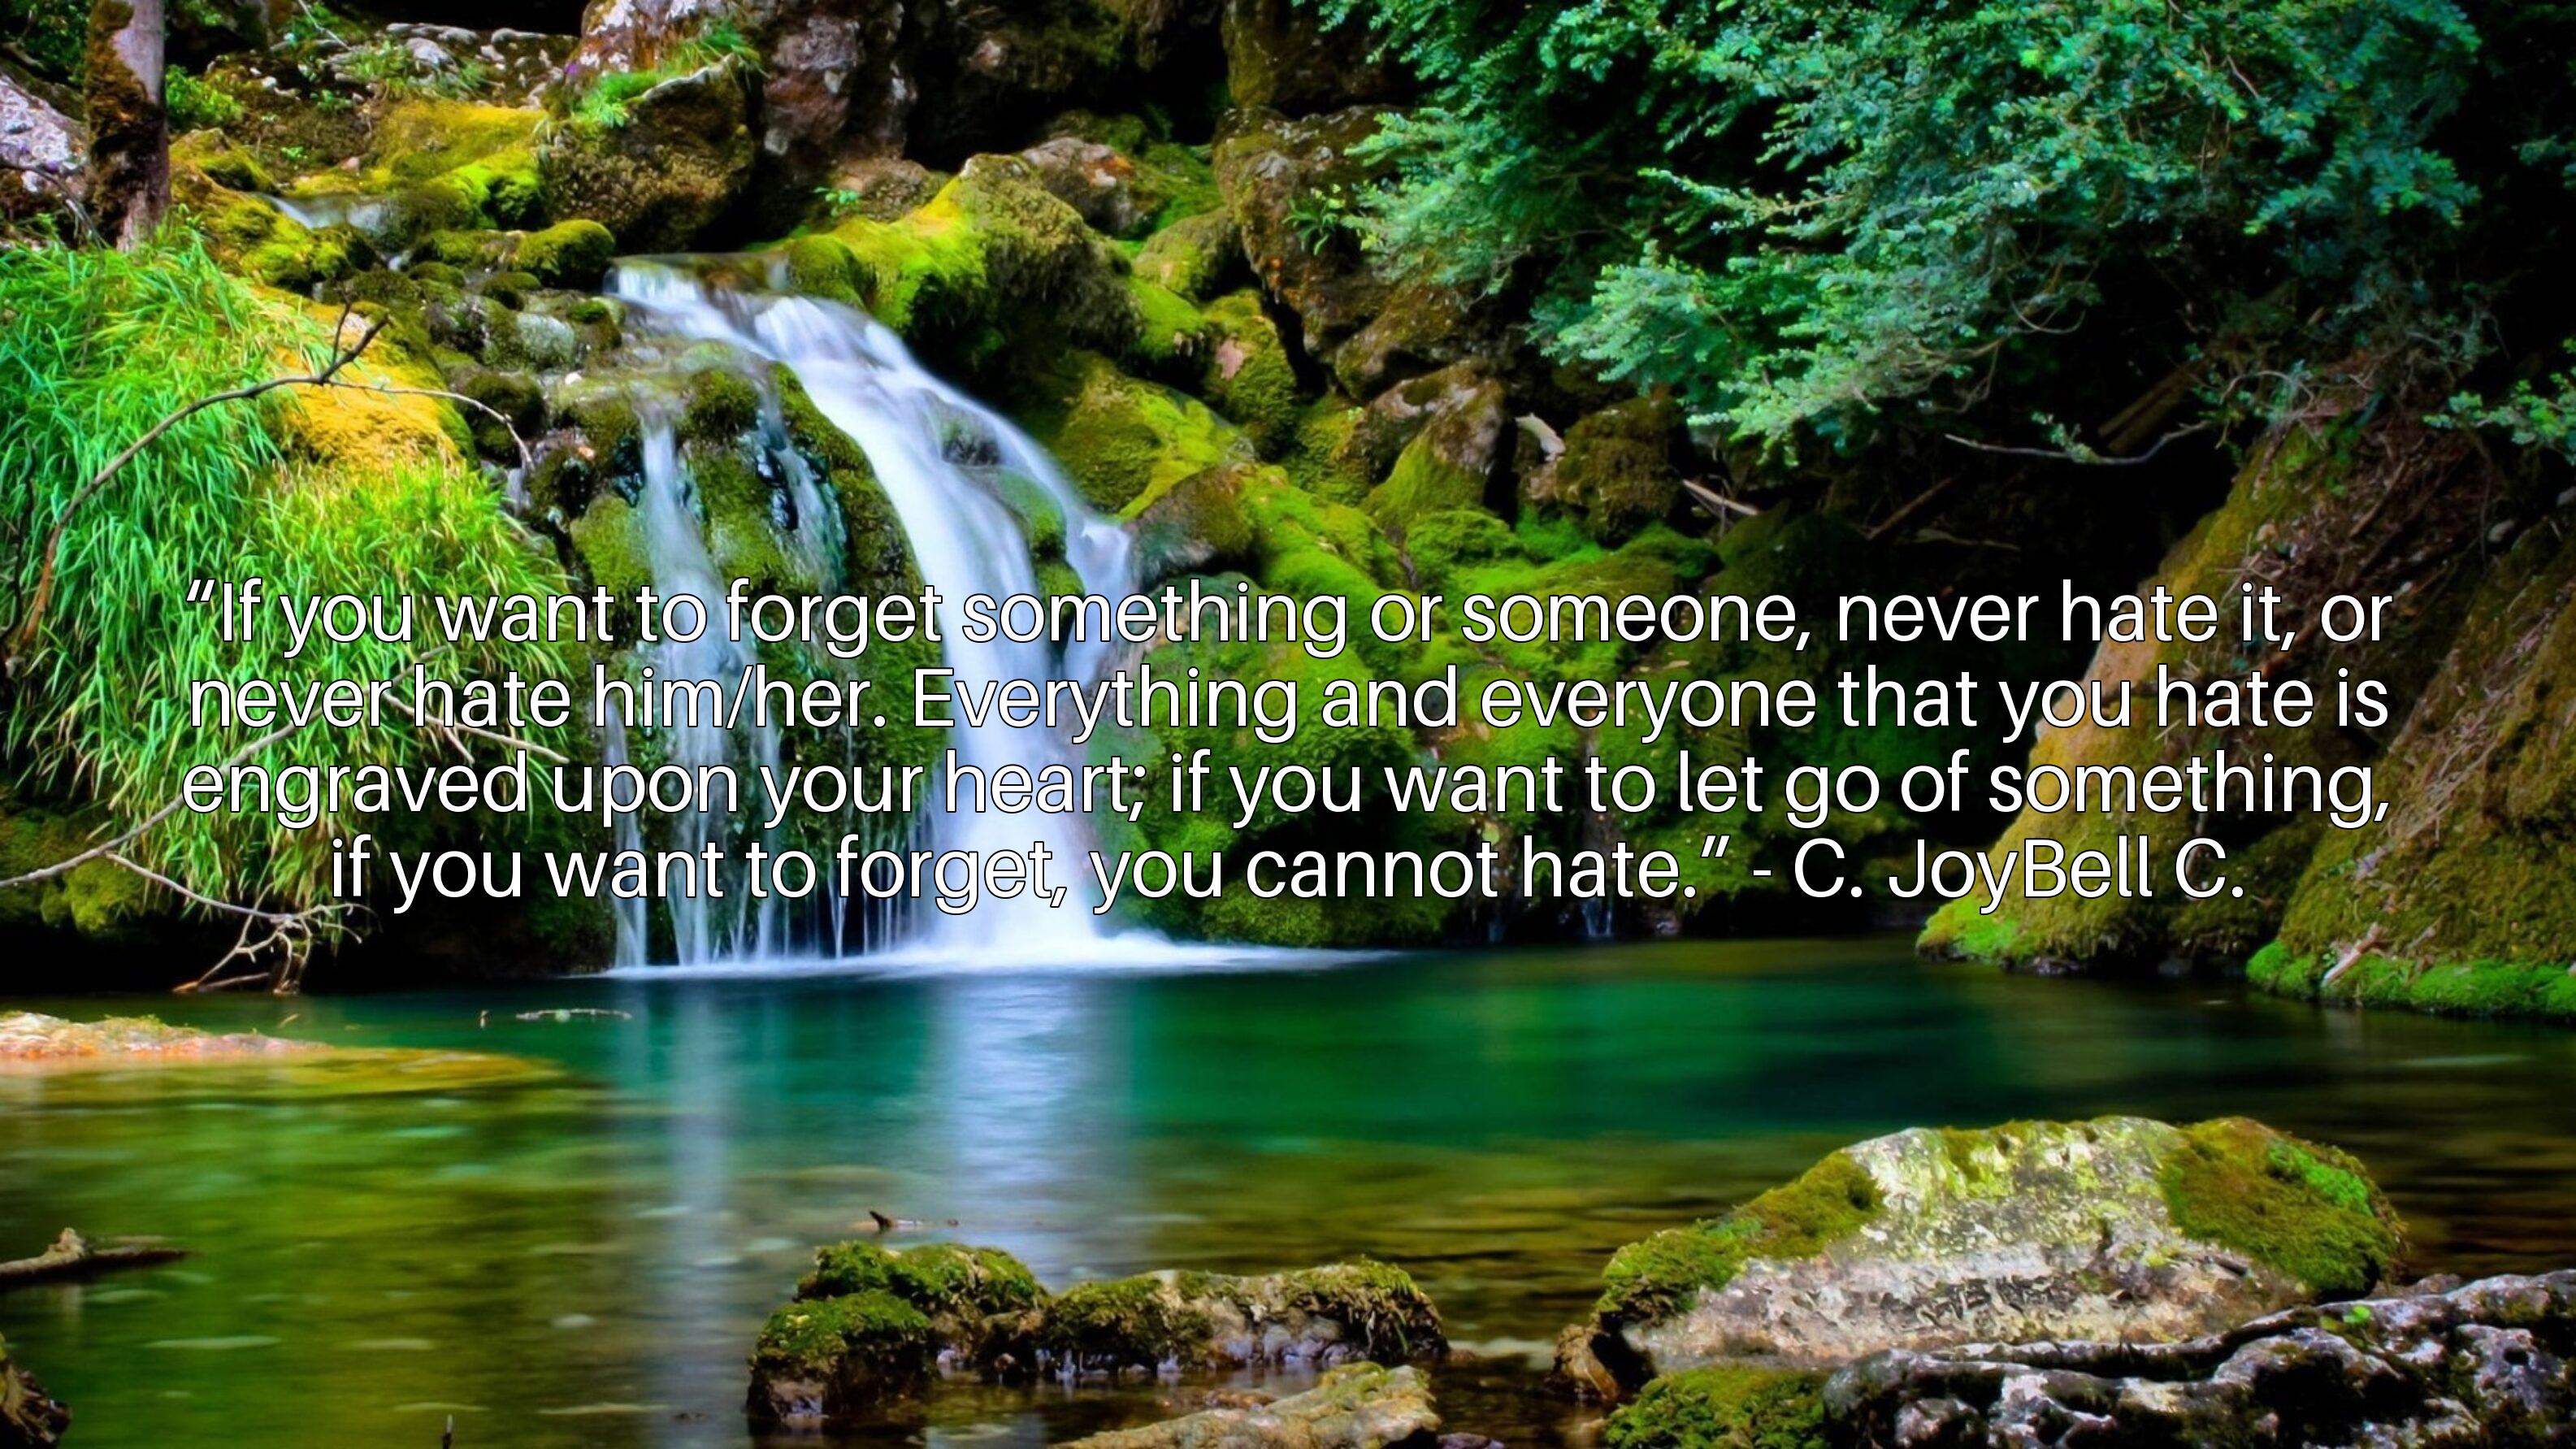 “If you want to forget something or someone, never hate it, or
never hate him/her. Everything and everyone that you hate is
engraved upon your heart; if you want to let go of something,
if you want to forget, you cannot hate.” - C. JoyBell C.